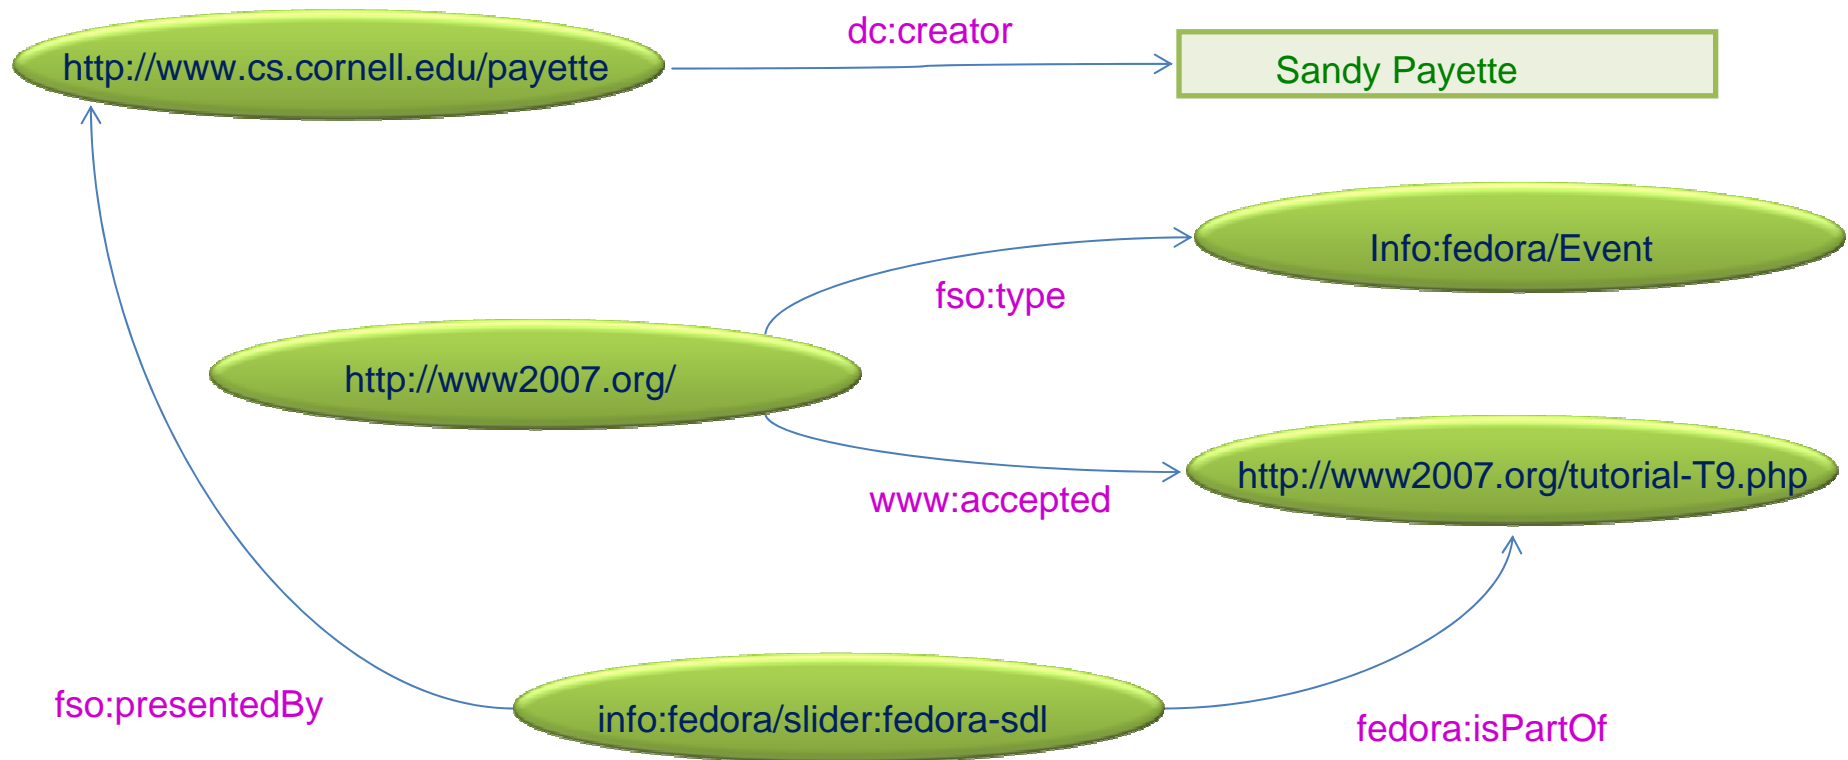 dc:creator
http://www.cs.cornell.edu/payette
Sandy Payette
Info:fedora/Event
fso:type
http://www2007.org/
http://www2007.org/tutorial-T9.php
www:accepted
fso:presentedBy
info:fedora/slider:fedora-sdl
fedora:isPartOf